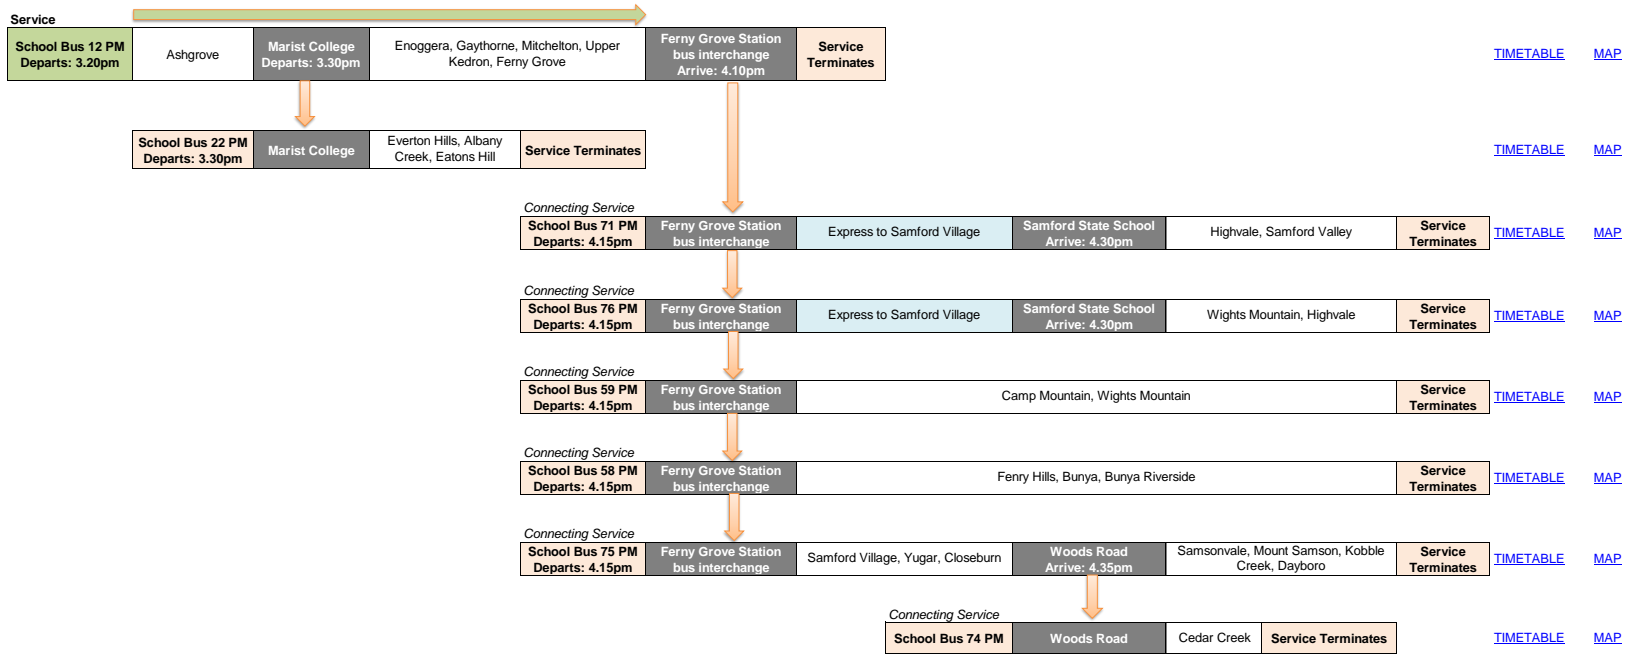 Service
School Bus 12 PM
Departs: 3.20pm
Ashgrove
Marist College
Departs: 3.30pm
Enoggera, Gaythorne, Mitchelton, Upper
Kedron, Ferny Grove
Ferny Grove Station
bus interchange
Arrive: 4.10pm
Service
Terminates
TIMETABLE
MAP
School Bus 22 PM
Departs: 3.30pm
Marist College
Everton Hills, Albany
Creek, Eatons Hill
Service Terminates
TIMETABLE
MAP
Connecting Service
School Bus 71 PM
Departs: 4.15pm
Ferny Grove Station
bus interchange
Express to Samford Village
Samford State School
Arrive: 4.30pm
Highvale, Samford Valley
Service
Terminates
TIMETABLE
MAP
Connecting Service
School Bus 76 PM
Departs: 4.15pm
Ferny Grove Station
bus interchange
Express to Samford Village
Samford State School
Arrive: 4.30pm
Wights Mountain, Highvale
Service
Terminates
TIMETABLE
MAP
Connecting Service
School Bus 59 PM
Departs: 4.15pm
Ferny Grove Station
bus interchange
Camp Mountain, Wights Mountain
Service
Terminates
TIMETABLE
MAP
Connecting Service
School Bus 58 PM
Departs: 4.15pm
Ferny Grove Station
bus interchange
Fenry Hills, Bunya, Bunya Riverside
Service
Terminates
TIMETABLE
MAP
Connecting Service
School Bus 75 PM
Departs: 4.15pm
Ferny Grove Station
bus interchange
Samford Village, Yugar, Closeburn
Woods Road
Arrive: 4.35pm
Samsonvale, Mount Samson, Kobble
Creek, Dayboro
Service
Terminates
TIMETABLE
MAP
Connecting Service
School Bus 74 PM
Woods Road
Cedar Creek
Service Terminates
TIMETABLE
MAP